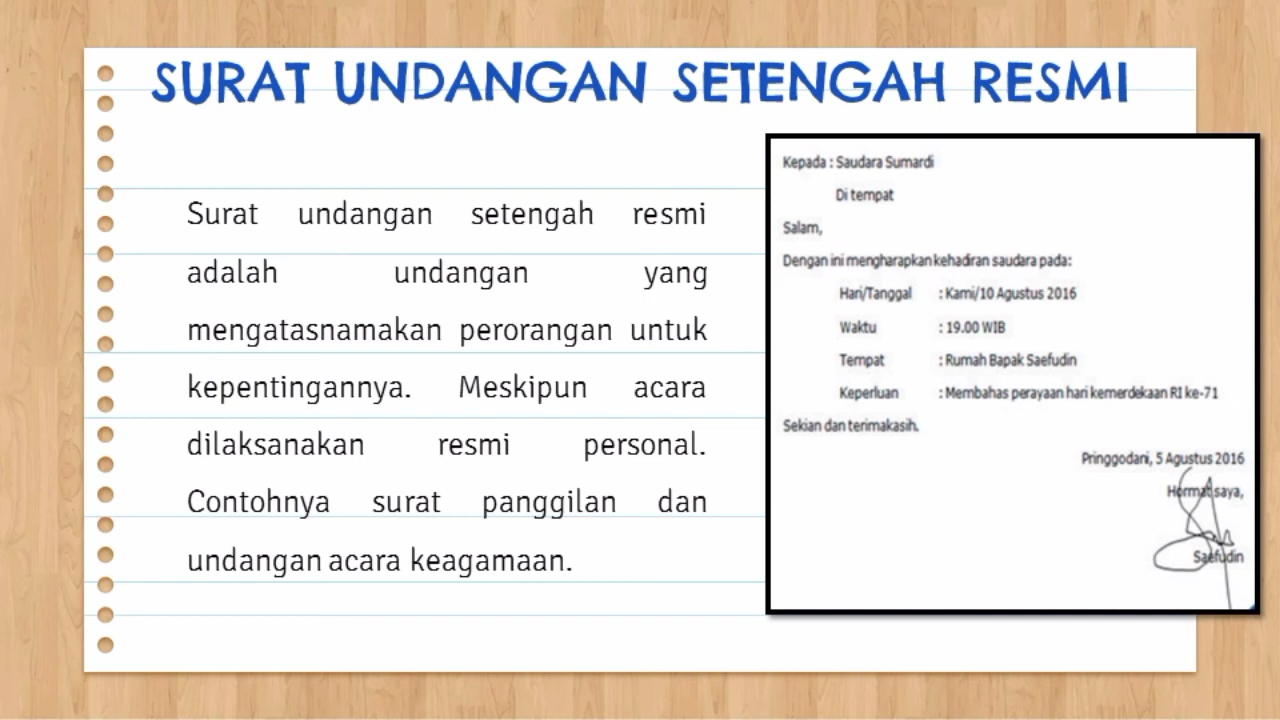 SURAT UNDANGAN SETENGAH RESMI
Surat undangan setengah resmi
adalah undangan yang
mengatasnamakan perorangan untuk
kepentingannya. Meskipun acara
dilaksanakan resmi personal.
Contohnya surat panggilan dan
undangan acara keagamaan.
Kepada : Saudara Sumardi
Di tempat
Salam,
Dengan ini mengharapkan kehadiran saudara pada:
Hari/Tanggal : Kami/10 Agustus 2016
Waktu : 19.00 WIB
Tempat : Rumah Bapak Saefudin
Keperluan : Membahas perayaan hari kemerdekaan RI ke-71
Sekian dan terimakasih.
Pringgodani, 5 Agustus 2016
Hormat saya,
Saefudin